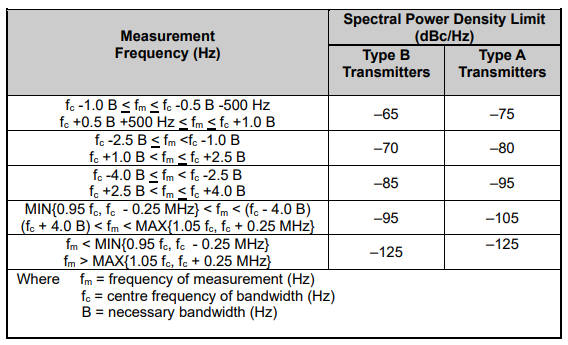 Measurement
Frequency (Hz)
Spectral Power Density Limit
(dBc/Hz)
Type B
Transmitters
Type A
Transmitters
fc -1.0 B ≤ fm ≤ fc -0.5 B -500 Hz
fc +0.5 B +500 Hz ≤ fm ≤ fc +1.0 B
–65
–75
fc -2.5 B ≤ fm <fc -1.0 B
fc +1.0 B < fm ≤ fc +2.5 B
–70
–80
fc -4.0 B ≤ fm < fc -2.5 B
fc +2.5 B < fm ≤ fc +4.0 B
–85
–95
MIN{0.95 fc, fc - 0.25 MHz} < fm < (fc - 4.0 B)
(fc + 4.0 B) < fm < MAX{1.05 fc, fc + 0.25 MHz}
–95
–105
fm < MIN{0.95 fc, fc - 0.25 MHz}
fm > MAX{1.05 fc, fc + 0.25 MHz}
–125
–125
Where fm = frequency of measurement (Hz)
fc = centre frequency of bandwidth (Hz)
B = necessary bandwidth (Hz)